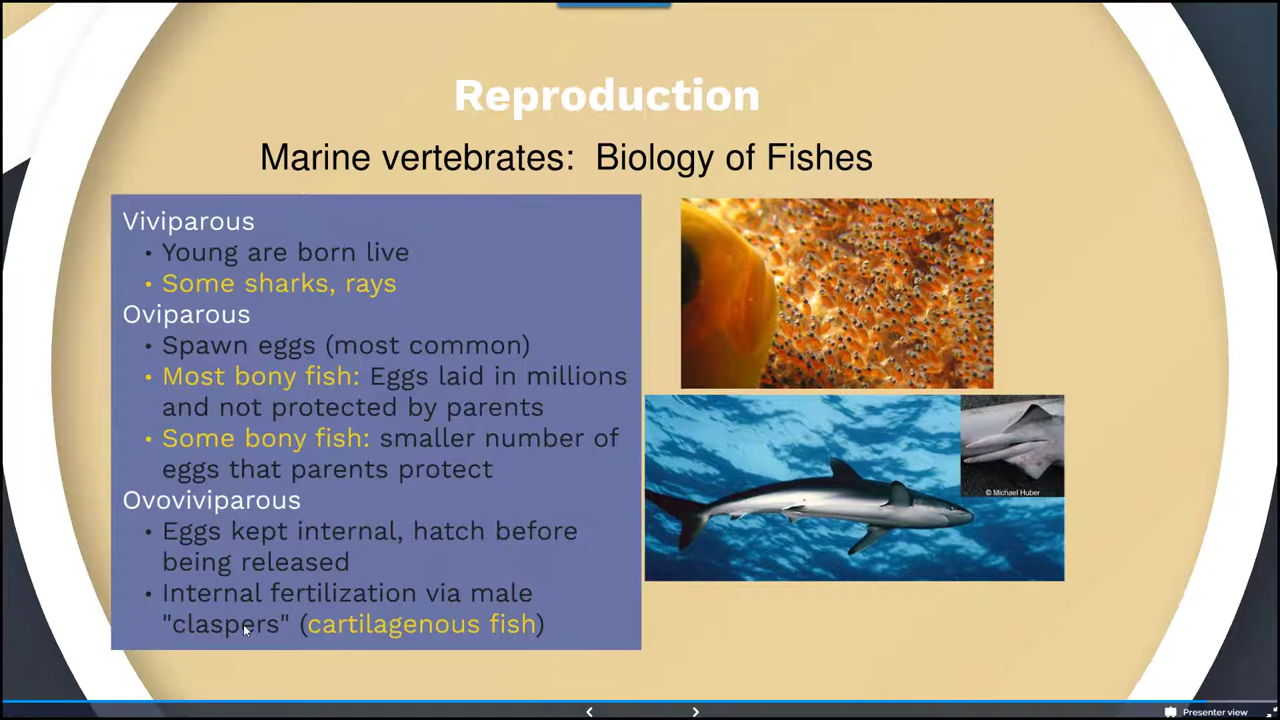 Reproduction
Marine vertebrates:  Biology of Fishes
Viviparous
• Young are born live
• Some sharks, rays
Oviparous
• Spawn eggs (most common)
• Most bony fish: Eggs laid in millions
and not protected by parents
• Some bony fish: smaller number of
eggs that parents protect
Ovoviviparous
• Eggs kept internal, hatch before
being released
• Internal fertilization via male
"claspers" (cartilagenous fish)
© Michael Huber
Presenter view